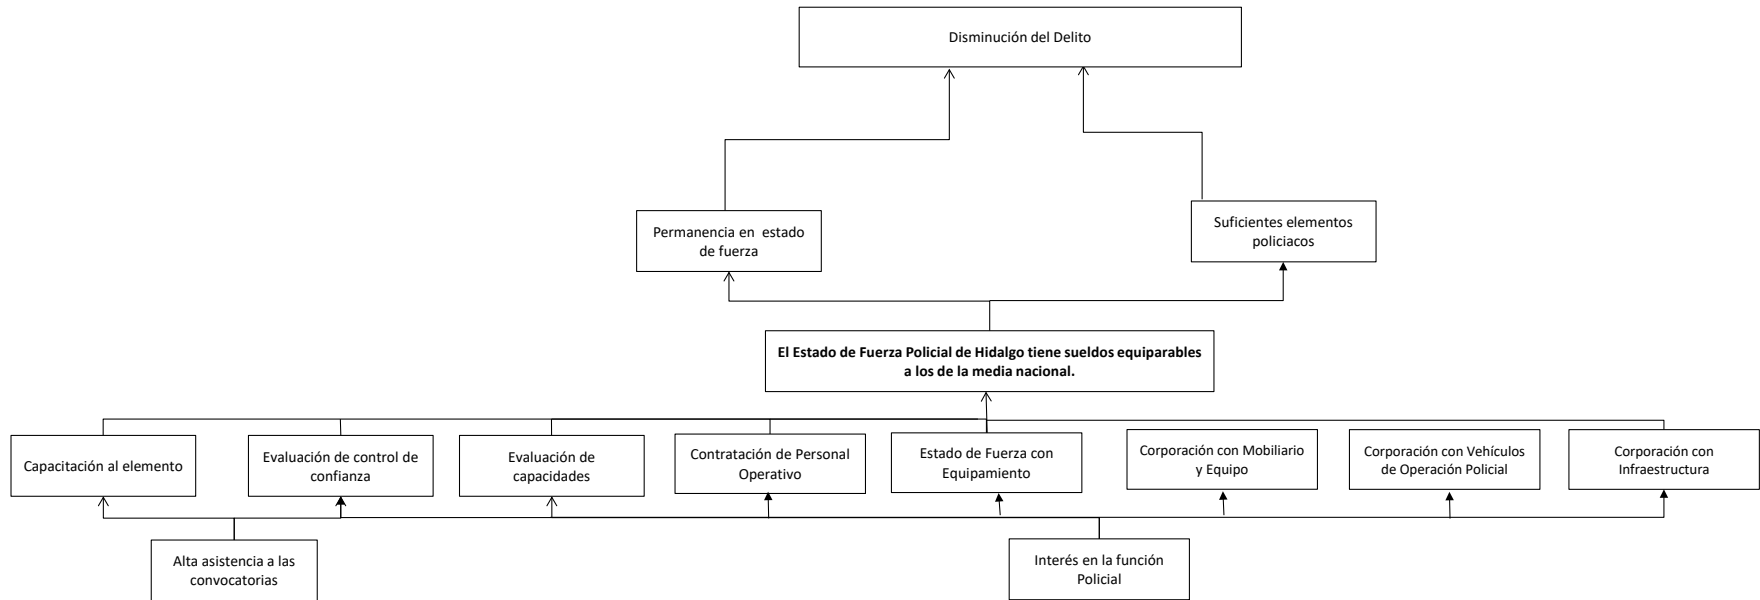 Disminución del Delito
Permanencia en estado
de fuerza
Suficientes elementos
policiacos
El Estado de Fuerza Policial de Hidalgo tiene sueldos equiparables
a los de la media nacional.
Capacitación al elemento
Evaluación de control de
confianza
Evaluación de
capacidades
Contratación de Personal
Operativo
Estado de Fuerza con
Equipamiento
Corporación con Mobiliario
y Equipo
Corporación con Vehículos
de Operación Policial
Corporación con
Infraestructura
Alta asistencia a las
convocatorias
Interés en la función
Policial